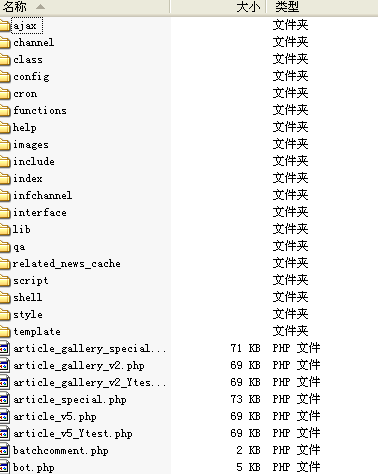 名称 大小 类型
ajax 文件夹
channel 文件夹
class 文件夹
config 文件夹
cron 文件夹
functions 文件夹
help 文件夹
images 文件夹
include 文件夹
index 文件夹
infchannel 文件夹
interface 文件夹
lib 文件夹
qa 文件夹
related_news_cache 文件夹
script 文件夹
shell 文件夹
style 文件夹
template 文件夹
article_gallery_special... 71 KB PHP 文件
article_gallery_v2.php 69 KB PHP 文件
article_gallery_v2_Ytes... 69 KB PHP 文件
article_special.php 73 KB PHP 文件
article_v5.php 69 KB PHP 文件
article_v5_Ytest.php 69 KB PHP 文件
batchcomment.php 2 KB PHP 文件
bot.php 5 KB PHP 文件